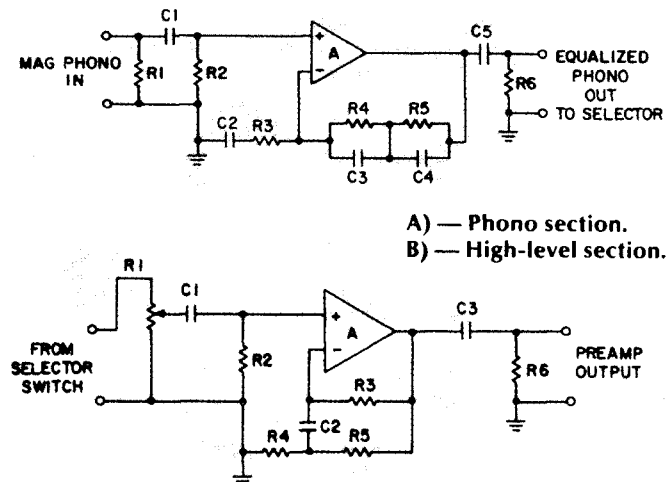 C1
MAG PHONO
IN
R1
R2
+
A
−
C2
R3
R4
R5
C3
C4
C5
R6
EQUALIZED
PHONO
OUT
TO SELECTOR
A) — Phono section.
B) — High-level section.
R1
C1
FROM
SELECTOR
SWITCH
R2
+
A
−
R3
C2
R4
R5
C3
R6
PREAMP
OUTPUT